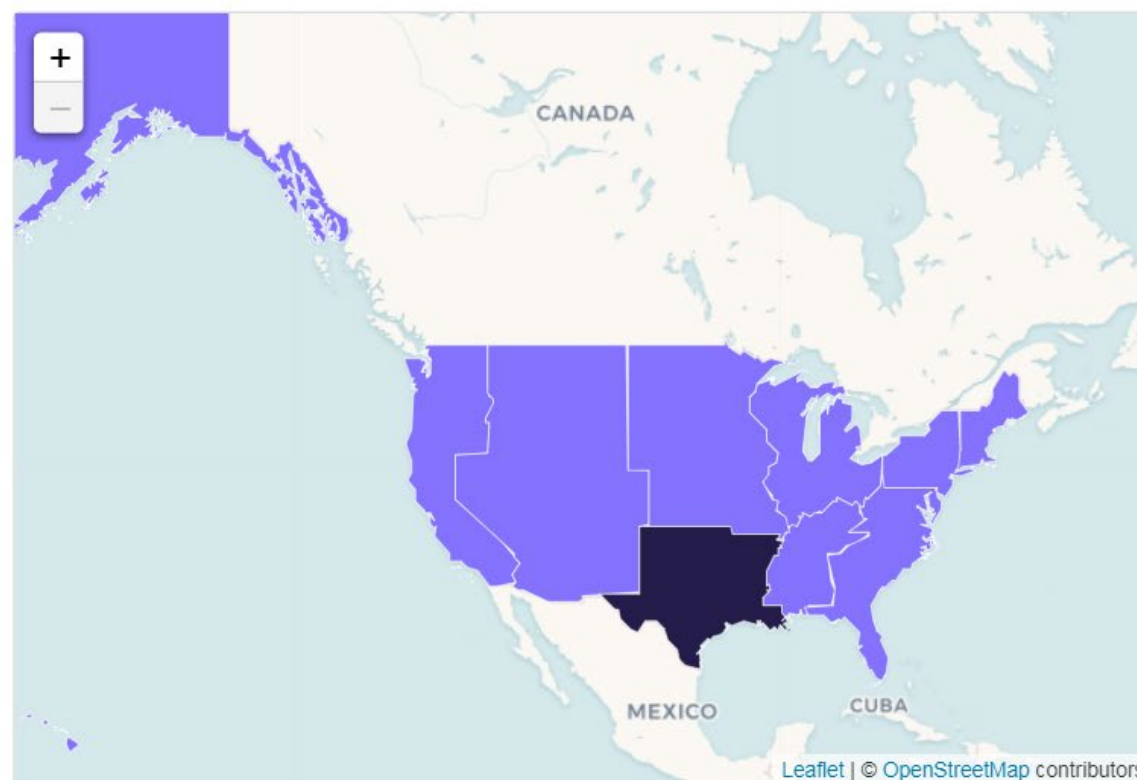 +
−
CANADA
MEXICO
CUBA
Leaflet | © OpenStreetMap contributors